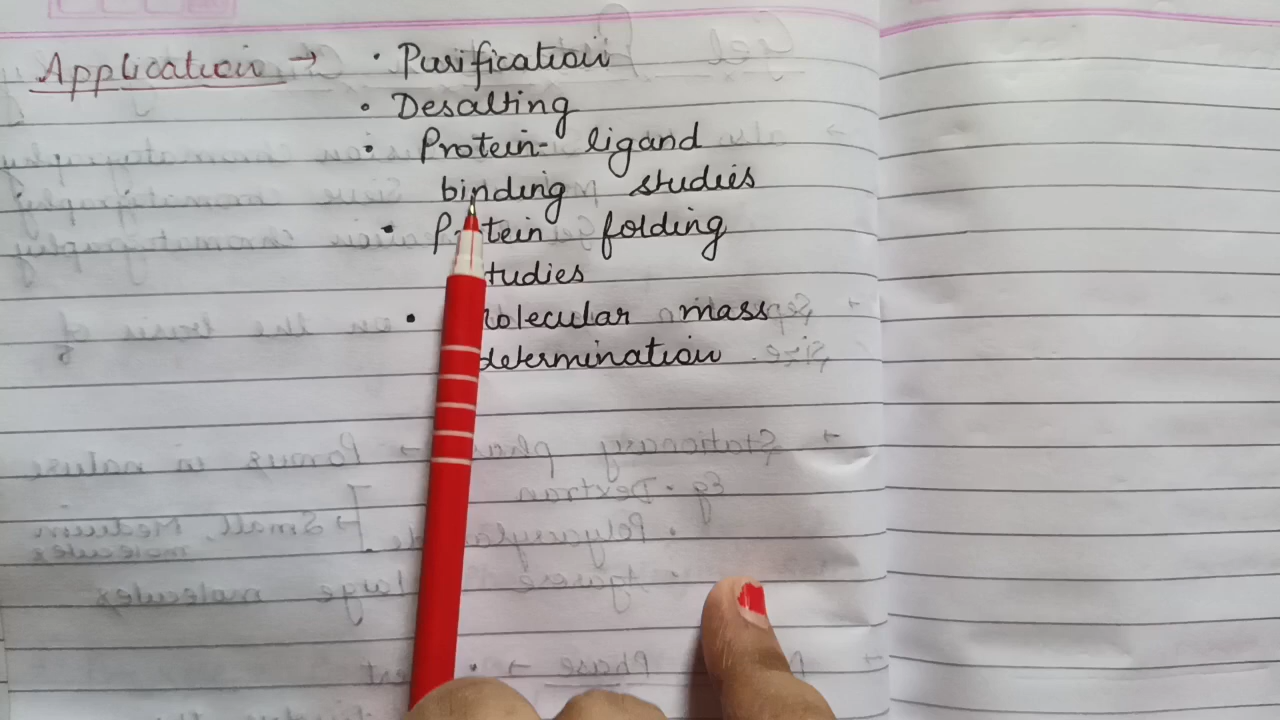 Application → • Purification
• Desalting
• Protein- ligand
binding studies
• Protein folding
studies
• Molecular mass
determination